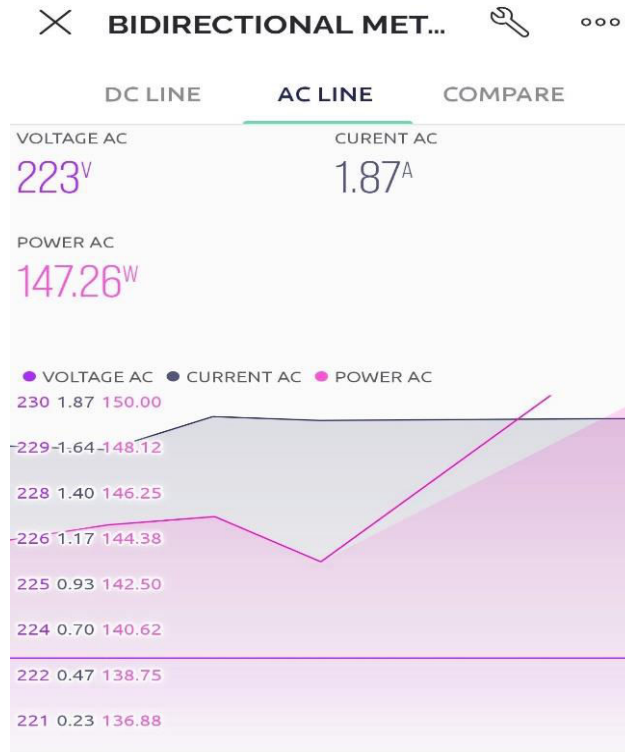 BIDIRECTIONAL MET...
DC LINE AC LINE COMPARE
VOLTAGE AC CURENT AC
223V 1.87A
POWER AC
147.26W
VOLTAGE AC CURRENT AC POWER AC
230 1.87 150.00
229 1.64 148.12
228 1.40 146.25
226 1.17 144.38
225 0.93 142.50
224 0.70 140.62
222 0.47 138.75
221 0.23 136.88